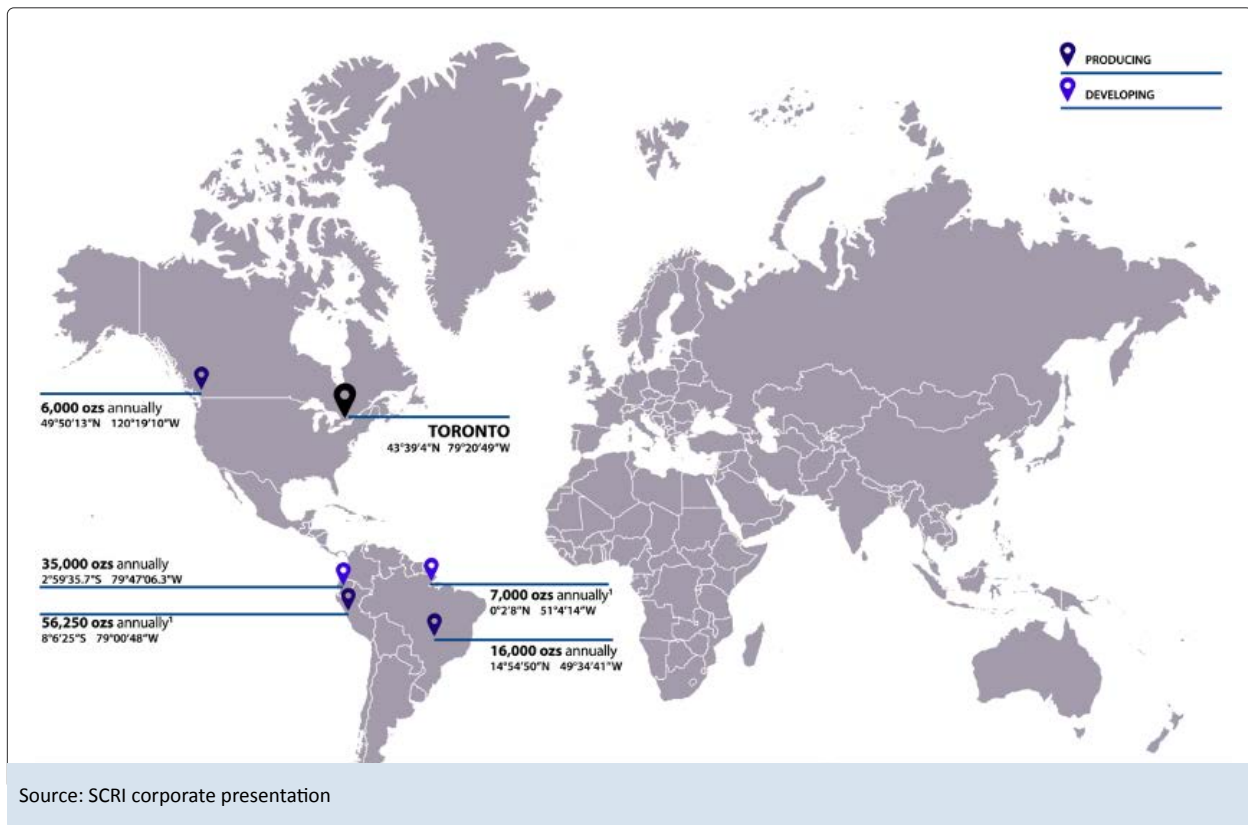 PRODUCING
DEVELOPING
6,000 ozs annually
49°50’13”N 120°19’10”W
TORONTO
43°39’4”N 79°20’49”W
35,000 ozs annually
2°59’35.7”S 79°47’06.3”W
56,250 ozs annually¹
8°6’25”S 79°00’48”W
7,000 ozs annually¹
0°2’8”N 51°4’14”W
16,000 ozs annually
14°54’50”N 49°34’41”W
Source: SCRI corporate presentation